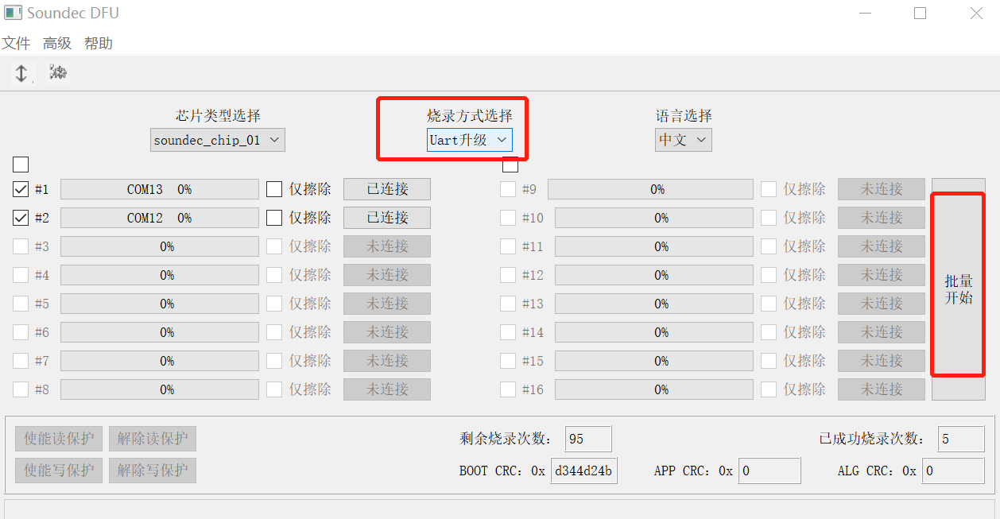 Soundec DFU
文件 高级 帮助
芯片类型选择 烧录方式选择 语言选择
soundec_chip_01 Uart升级 中文
#1 COM13 0% 仅擦除 已连接 #9 0% 仅擦除 未连接
#2 COM12 0% 仅擦除 已连接 #10 0% 仅擦除 未连接
#3 0% 仅擦除 未连接 #11 0% 仅擦除 未连接
#4 0% 仅擦除 未连接 #12 0% 仅擦除 未连接
#5 0% 仅擦除 未连接 #13 0% 仅擦除 未连接
#6 0% 仅擦除 未连接 #14 0% 仅擦除 未连接
#7 0% 仅擦除 未连接 #15 0% 仅擦除 未连接
#8 0% 仅擦除 未连接 #16 0% 仅擦除 未连接
批量
开始
使能读保护 解除读保护 剩余烧录次数: 95 已成功烧录次数: 5
使能写保护 解除写保护 BOOT CRC: 0x d344d24b APP CRC: 0x 0 ALG CRC: 0x 0